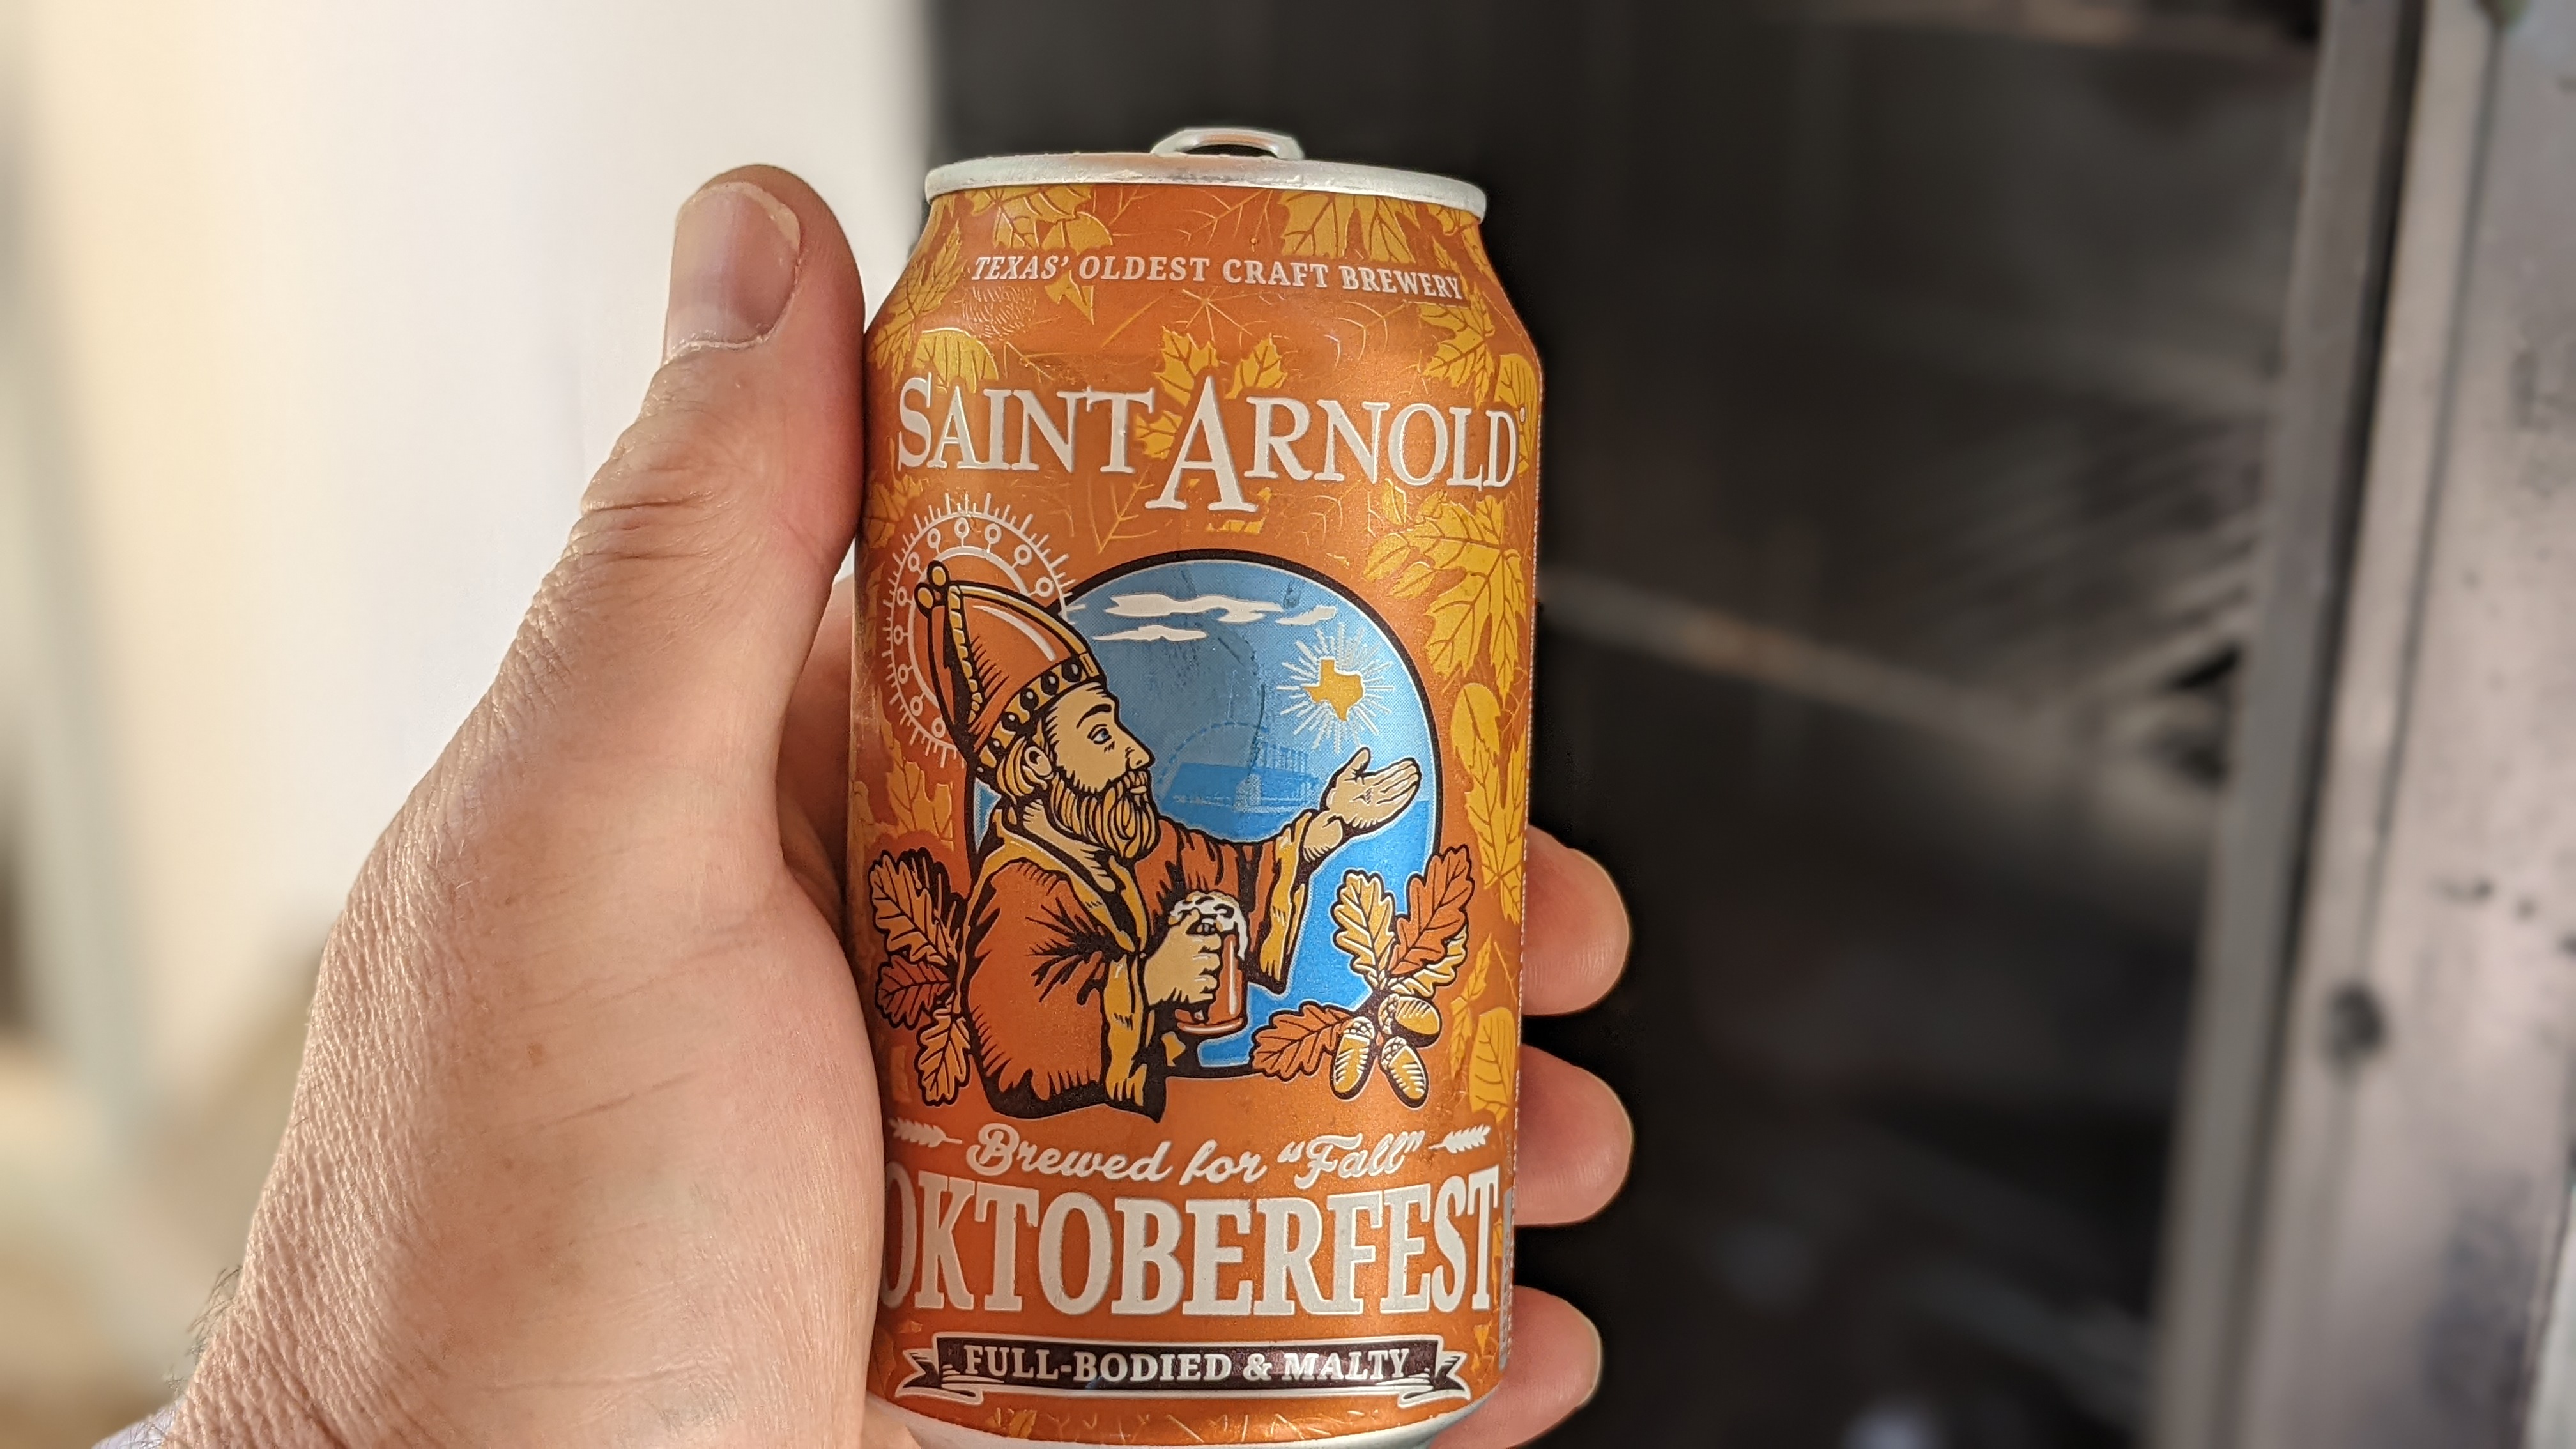 TEXAS' OLDEST CRAFT BREWERY
SAINT ARNOLD®
Brewed for "Fall"
OKTOBERFEST
FULL-BODIED & MALTY